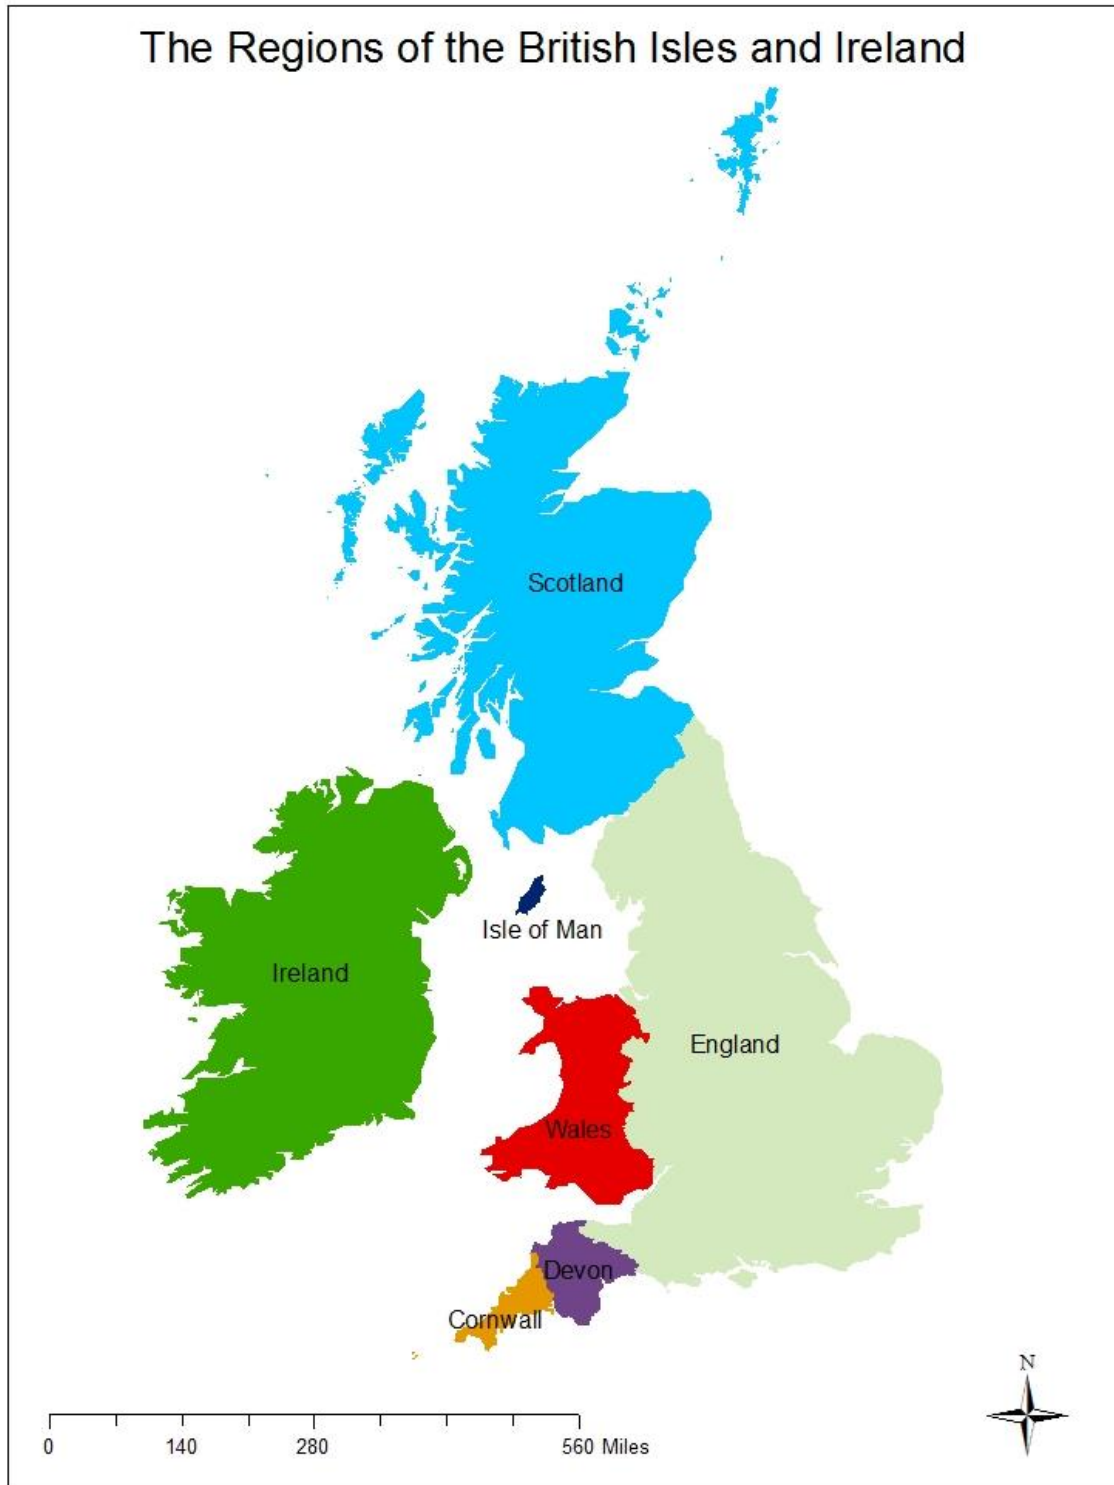 The Regions of the British Isles and Ireland
Scotland
Isle of Man
Ireland
England
Wales
Devon
Cornwall
N
0 140 280 560 Miles